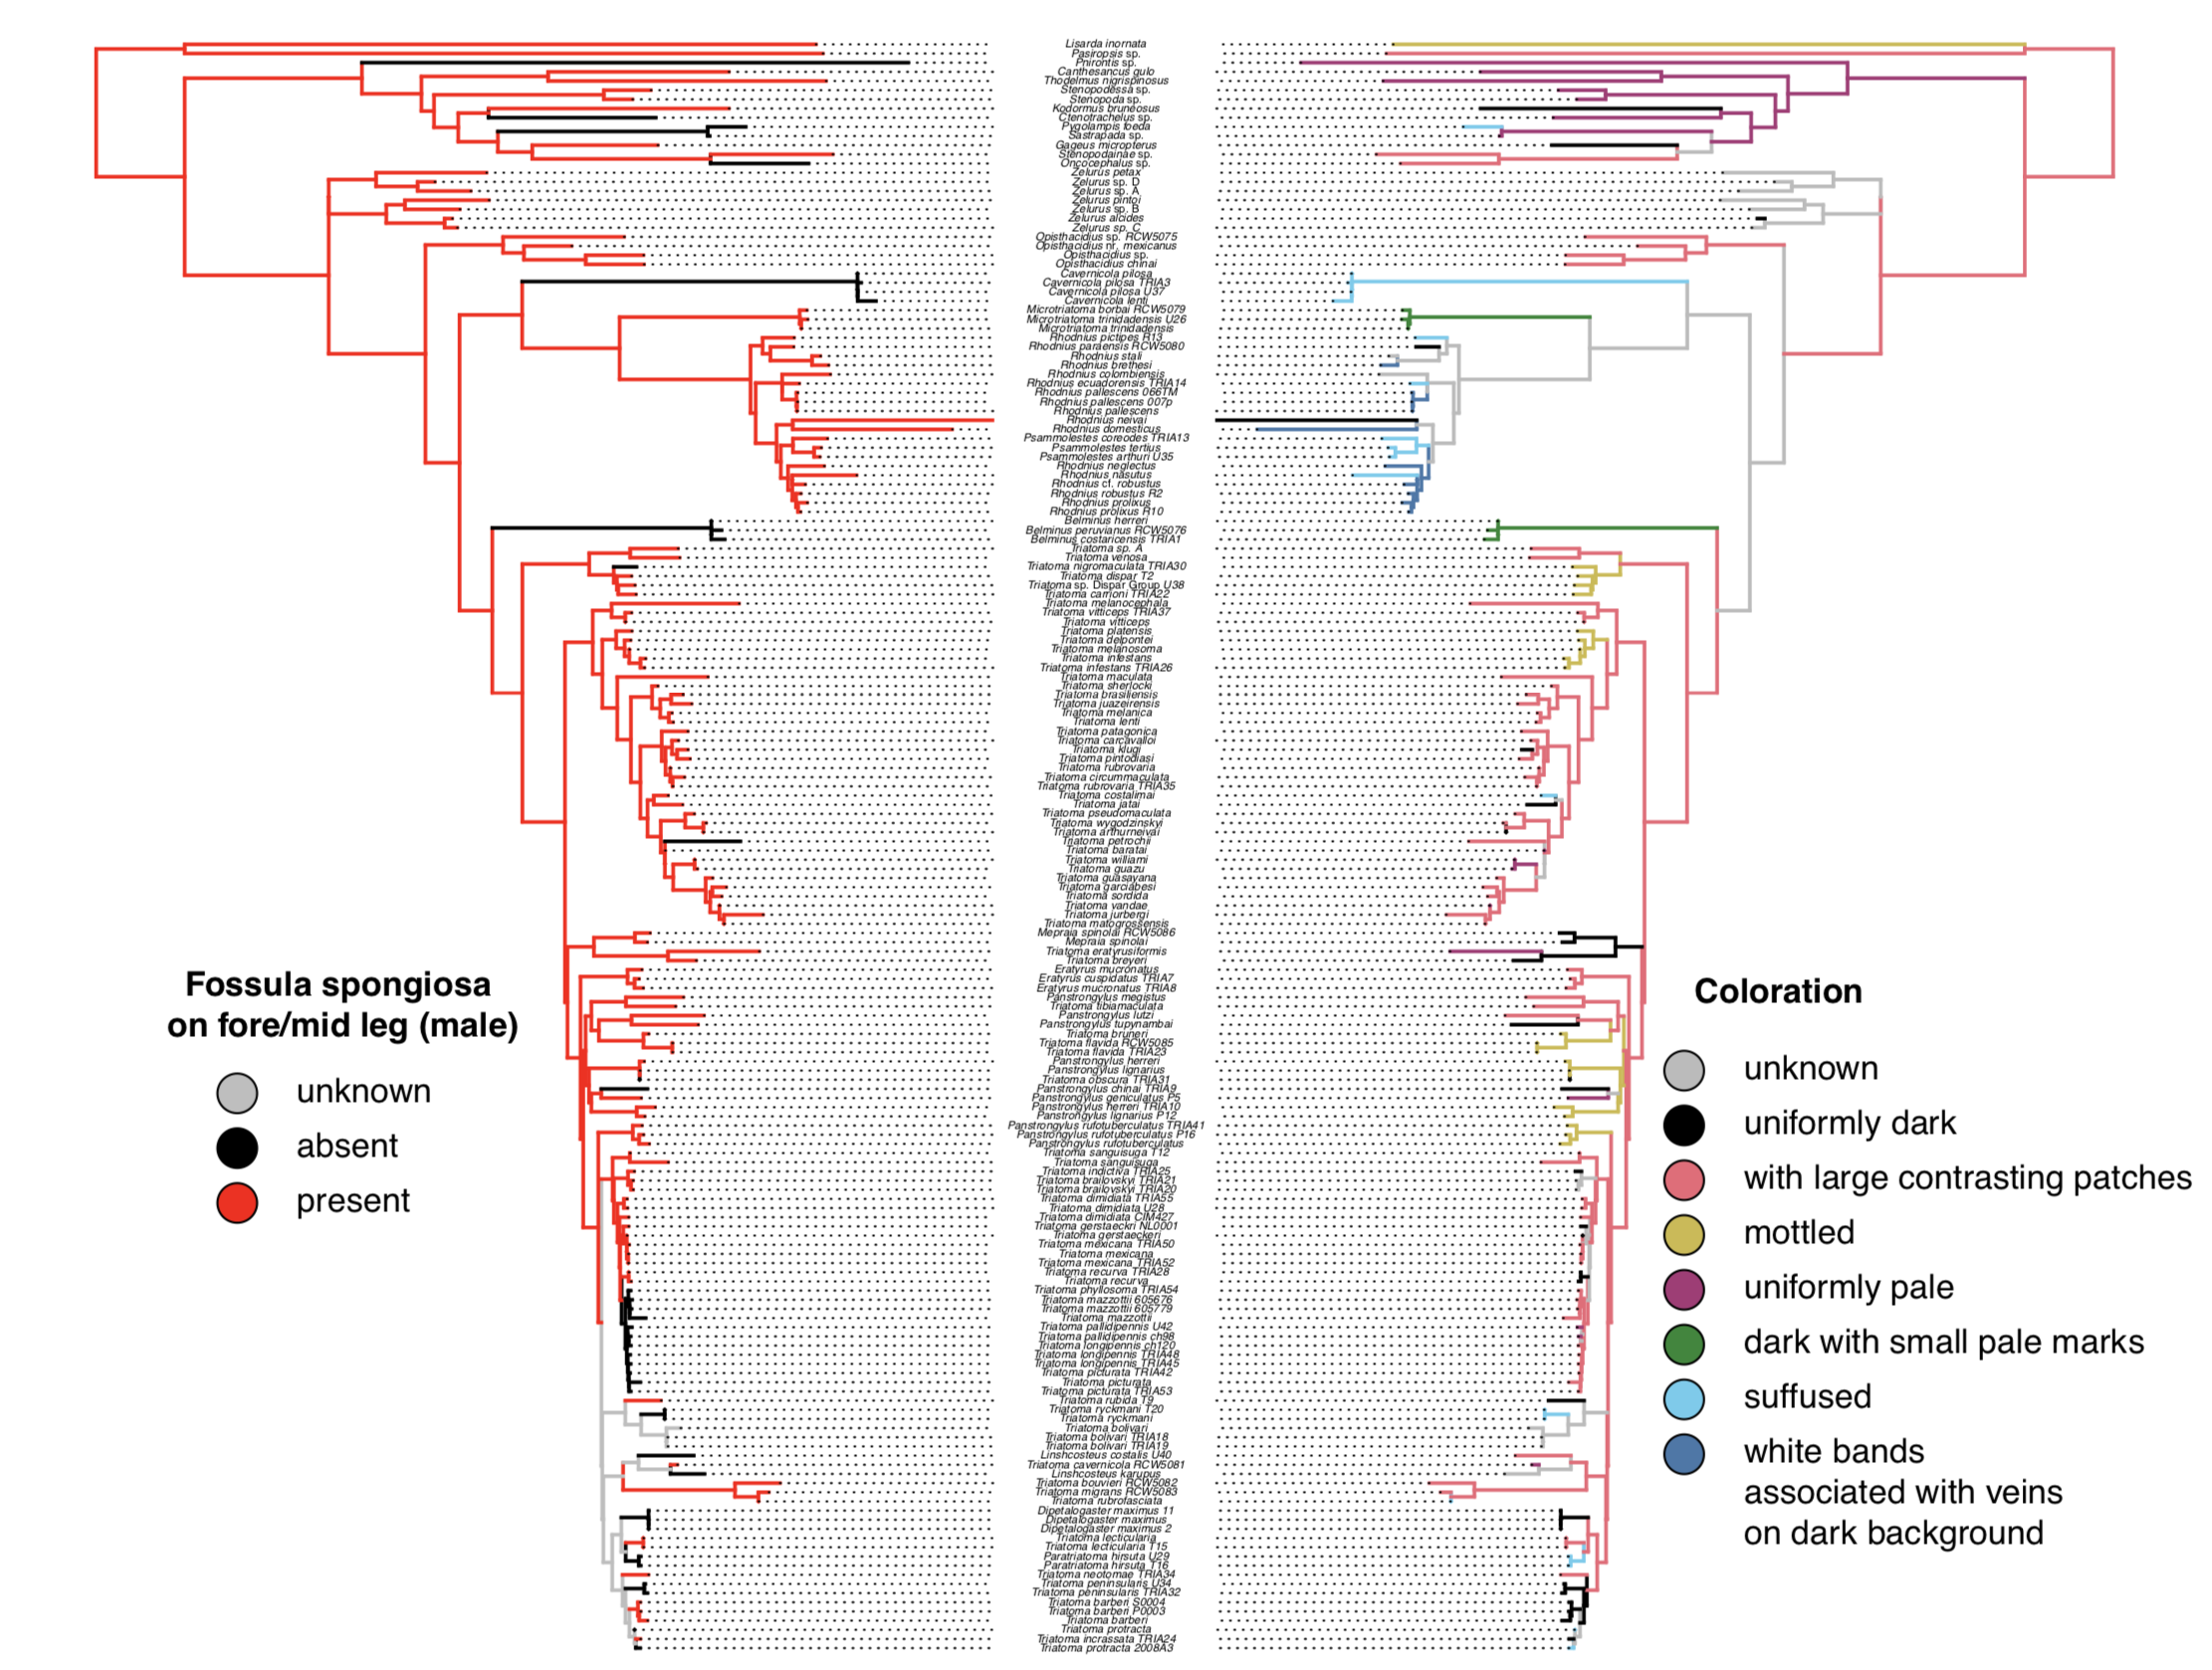 Lisarda inornata
Pasiropsis sp.
Pnirontis sp.
Canthesancus gulo
Thodelmus nigrispinosus
Stenopodessa sp.
Stenopoda sp.
Kodormus bruneosus
Ctenotrachelus sp.
Pygolampis foeda
Sastrapada sp.
Gageus micropterus
Stenopodainae sp.
Oncocephalus sp.
Zelurus petax
Zelurus sp. D
Zelurus sp. A
Zelurus pintoi
Zelurus sp. B
Zelurus alcides
Zelurus sp. C
Opisthacidius sp. RCW5075
Opisthacidius nr. mexicanus
Opisthacidius sp.
Opisthacidius chinai
Cavernicola pilosa
Cavernicola pilosa TRIA3
Cavernicola pilosa U37
Cavernicola lenti
Microtriatoma borbai RCW5079
Microtriatoma trinidadensis U26
Microtriatoma trinidadensis
Rhodnius pictipes R13
Rhodnius paraensis RCW5080
Rhodnius stali
Rhodnius brethesi
Rhodnius colombiensis
Rhodnius ecuadorensis TRIA14
Rhodnius pallescens 066TM
Rhodnius pallescens 007p
Rhodnius pallescens
Rhodnius neivai
Rhodnius domesticus
Psammolestes coreodes TRIA13
Psammolestes tertius
Psammolestes arthuri U35
Rhodnius neglectus
Rhodnius nasutus
Rhodnius cf. robustus
Rhodnius robustus R2
Rhodnius prolixus
Rhodnius prolixus R10
Belminus herreri
Belminus peruvianus RCW5076
Belminus costaricensis TRIA1
Triatoma sp. A
Triatoma venosa
Triatoma nigromaculata TRIA30
Triatoma dispar T2
Triatoma sp. Dispar Group U38
Triatoma carrioni TRIA22
Triatoma melanocephala
Triatoma vitticeps TRIA37
Triatoma vitticeps
Triatoma platensis
Triatoma delpontei
Triatoma melanosoma
Triatoma infestans
Triatoma infestans TRIA26
Triatoma maculata
Triatoma sherlocki
Triatoma brasiliensis
Triatoma juazeirensis
Triatoma melanica
Triatoma lenti
Triatoma patagonica
Triatoma carcavalloi
Triatoma klugi
Triatoma pintodiasi
Triatoma rubrovaria
Triatoma circummaculata
Triatoma rubrovaria TRIA35
Triatoma costalimai
Triatoma jatai
Triatoma pseudomaculata
Triatoma wygodzinskyi
Triatoma arthurneivai
Triatoma petrochii
Triatoma baratai
Triatoma williami
Triatoma guazu
Triatoma guasayana
Triatoma garciabesi
Triatoma sordida
Triatoma vandae
Triatoma jurbergi
Triatoma matogrossensis
Mepraia spinolai RCW5086
Mepraia spinolai
Triatoma eratyrusiformis
Triatoma breyeri
Eratyrus mucronatus
Eratyrus cuspidatus TRIA7
Eratyrus mucronatus TRIA8
Panstrongylus megistus
Triatoma tibiamaculata
Panstrongylus lutzi
Panstrongylus tupynambai
Triatoma bruneri
Triatoma flavida RCW5085
Triatoma flavida TRIA23
Panstrongylus herreri
Panstrongylus lignarius
Triatoma obscura TRIA31
Panstrongylus chinai TRIA9
Panstrongylus geniculatus P5
Panstrongylus herreri TRIA10
Panstrongylus lignarius P12
Panstrongylus rufotuberculatus TRIA41
Panstrongylus rufotuberculatus P16
Panstrongylus rufotuberculatus
Triatoma sanguisuga T12
Triatoma sanguisuga
Triatoma indictiva TRIA25
Triatoma brailovskyi TRIA21
Triatoma brailovskyi TRIA20
Triatoma dimidiata TRIA55
Triatoma dimidiata U28
Triatoma dimidiata CIM427
Triatoma gerstaeckri NL0001
Triatoma gerstaeckeri
Triatoma mexicana TRIA50
Triatoma mexicana
Triatoma mexicana TRIA52
Triatoma recurva TRIA28
Triatoma recurva
Triatoma phyllosoma TRIA54
Triatoma mazzottii 605676
Triatoma mazzottii 605779
Triatoma mazzottii
Triatoma pallidipennis U42
Triatoma pallidipennis ch98
Triatoma longipennis ch120
Triatoma longipennis TRIA48
Triatoma longipennis TRIA45
Triatoma picturata TRIA42
Triatoma picturata
Triatoma picturata TRIA53
Triatoma rubida T9
Triatoma ryckmani T20
Triatoma ryckmani
Triatoma bolivari
Triatoma bolivari TRIA18
Triatoma bolivari TRIA19
Linshcosteus costalis U40
Triatoma cavernicola RCW5081
Linshcosteus karupus
Triatoma bouvieri RCW5082
Triatoma migrans RCW5083
Triatoma rubrofasciata
Dipetalogaster maximus 11
Dipetalogaster maximus
Dipetalogaster maximus 2
Triatoma lecticularia
Triatoma lecticularia T15
Paratriatoma hirsuta U29
Paratriatoma hirsuta T16
Triatoma neotomae TRIA34
Triatoma peninsularis U34
Triatoma peninsularis TRIA32
Triatoma barberi S0004
Triatoma barberi P0003
Triatoma barberi
Triatoma protracta
Triatoma incrassata TRIA24
Triatoma protracta 2008A3
Fossula spongiosa
on fore/mid leg (male)
unknown
absent
present
Coloration
unknown
uniformly dark
with large contrasting patches
mottled
uniformly pale
dark with small pale marks
suffused
white bands
associated with veins
on dark background